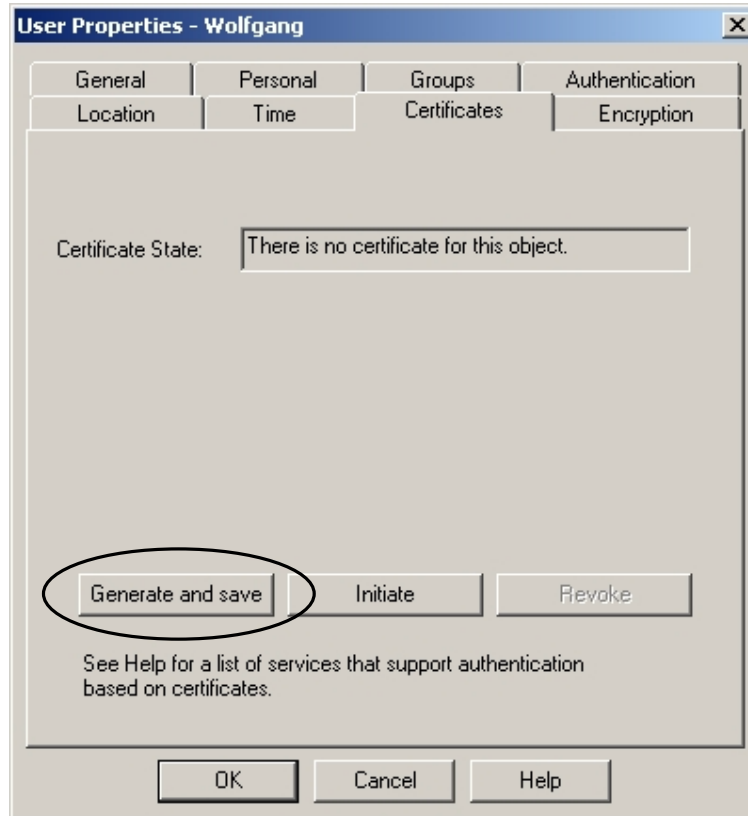 User Properties - Wolfgang
General Personal Groups Authentication
Location Time Certificates Encryption
Certificate State: There is no certificate for this object.
Generate and save Initiate Revoke
See Help for a list of services that support authentication
based on certificates.
OK Cancel Help